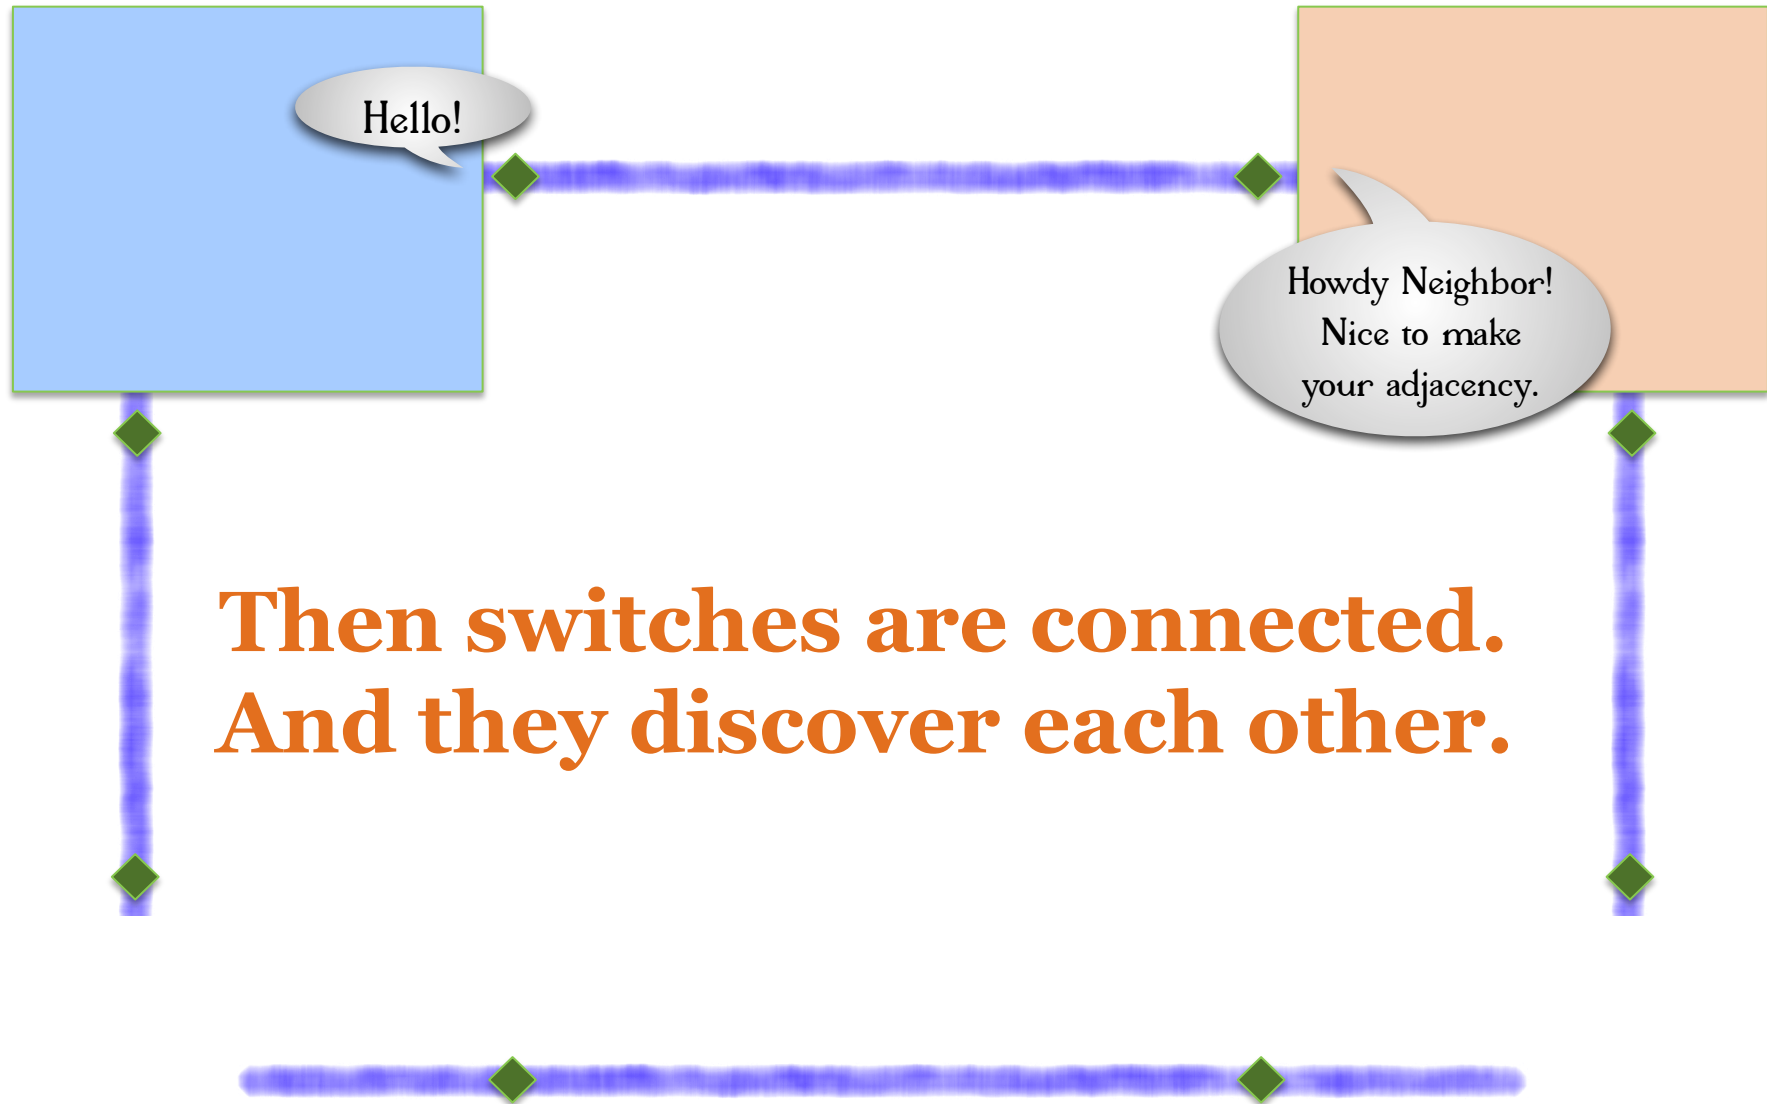 Hello!
Howdy Neighbor!
Nice to make
your adjacency.
Then switches are connected.
And they discover each other.